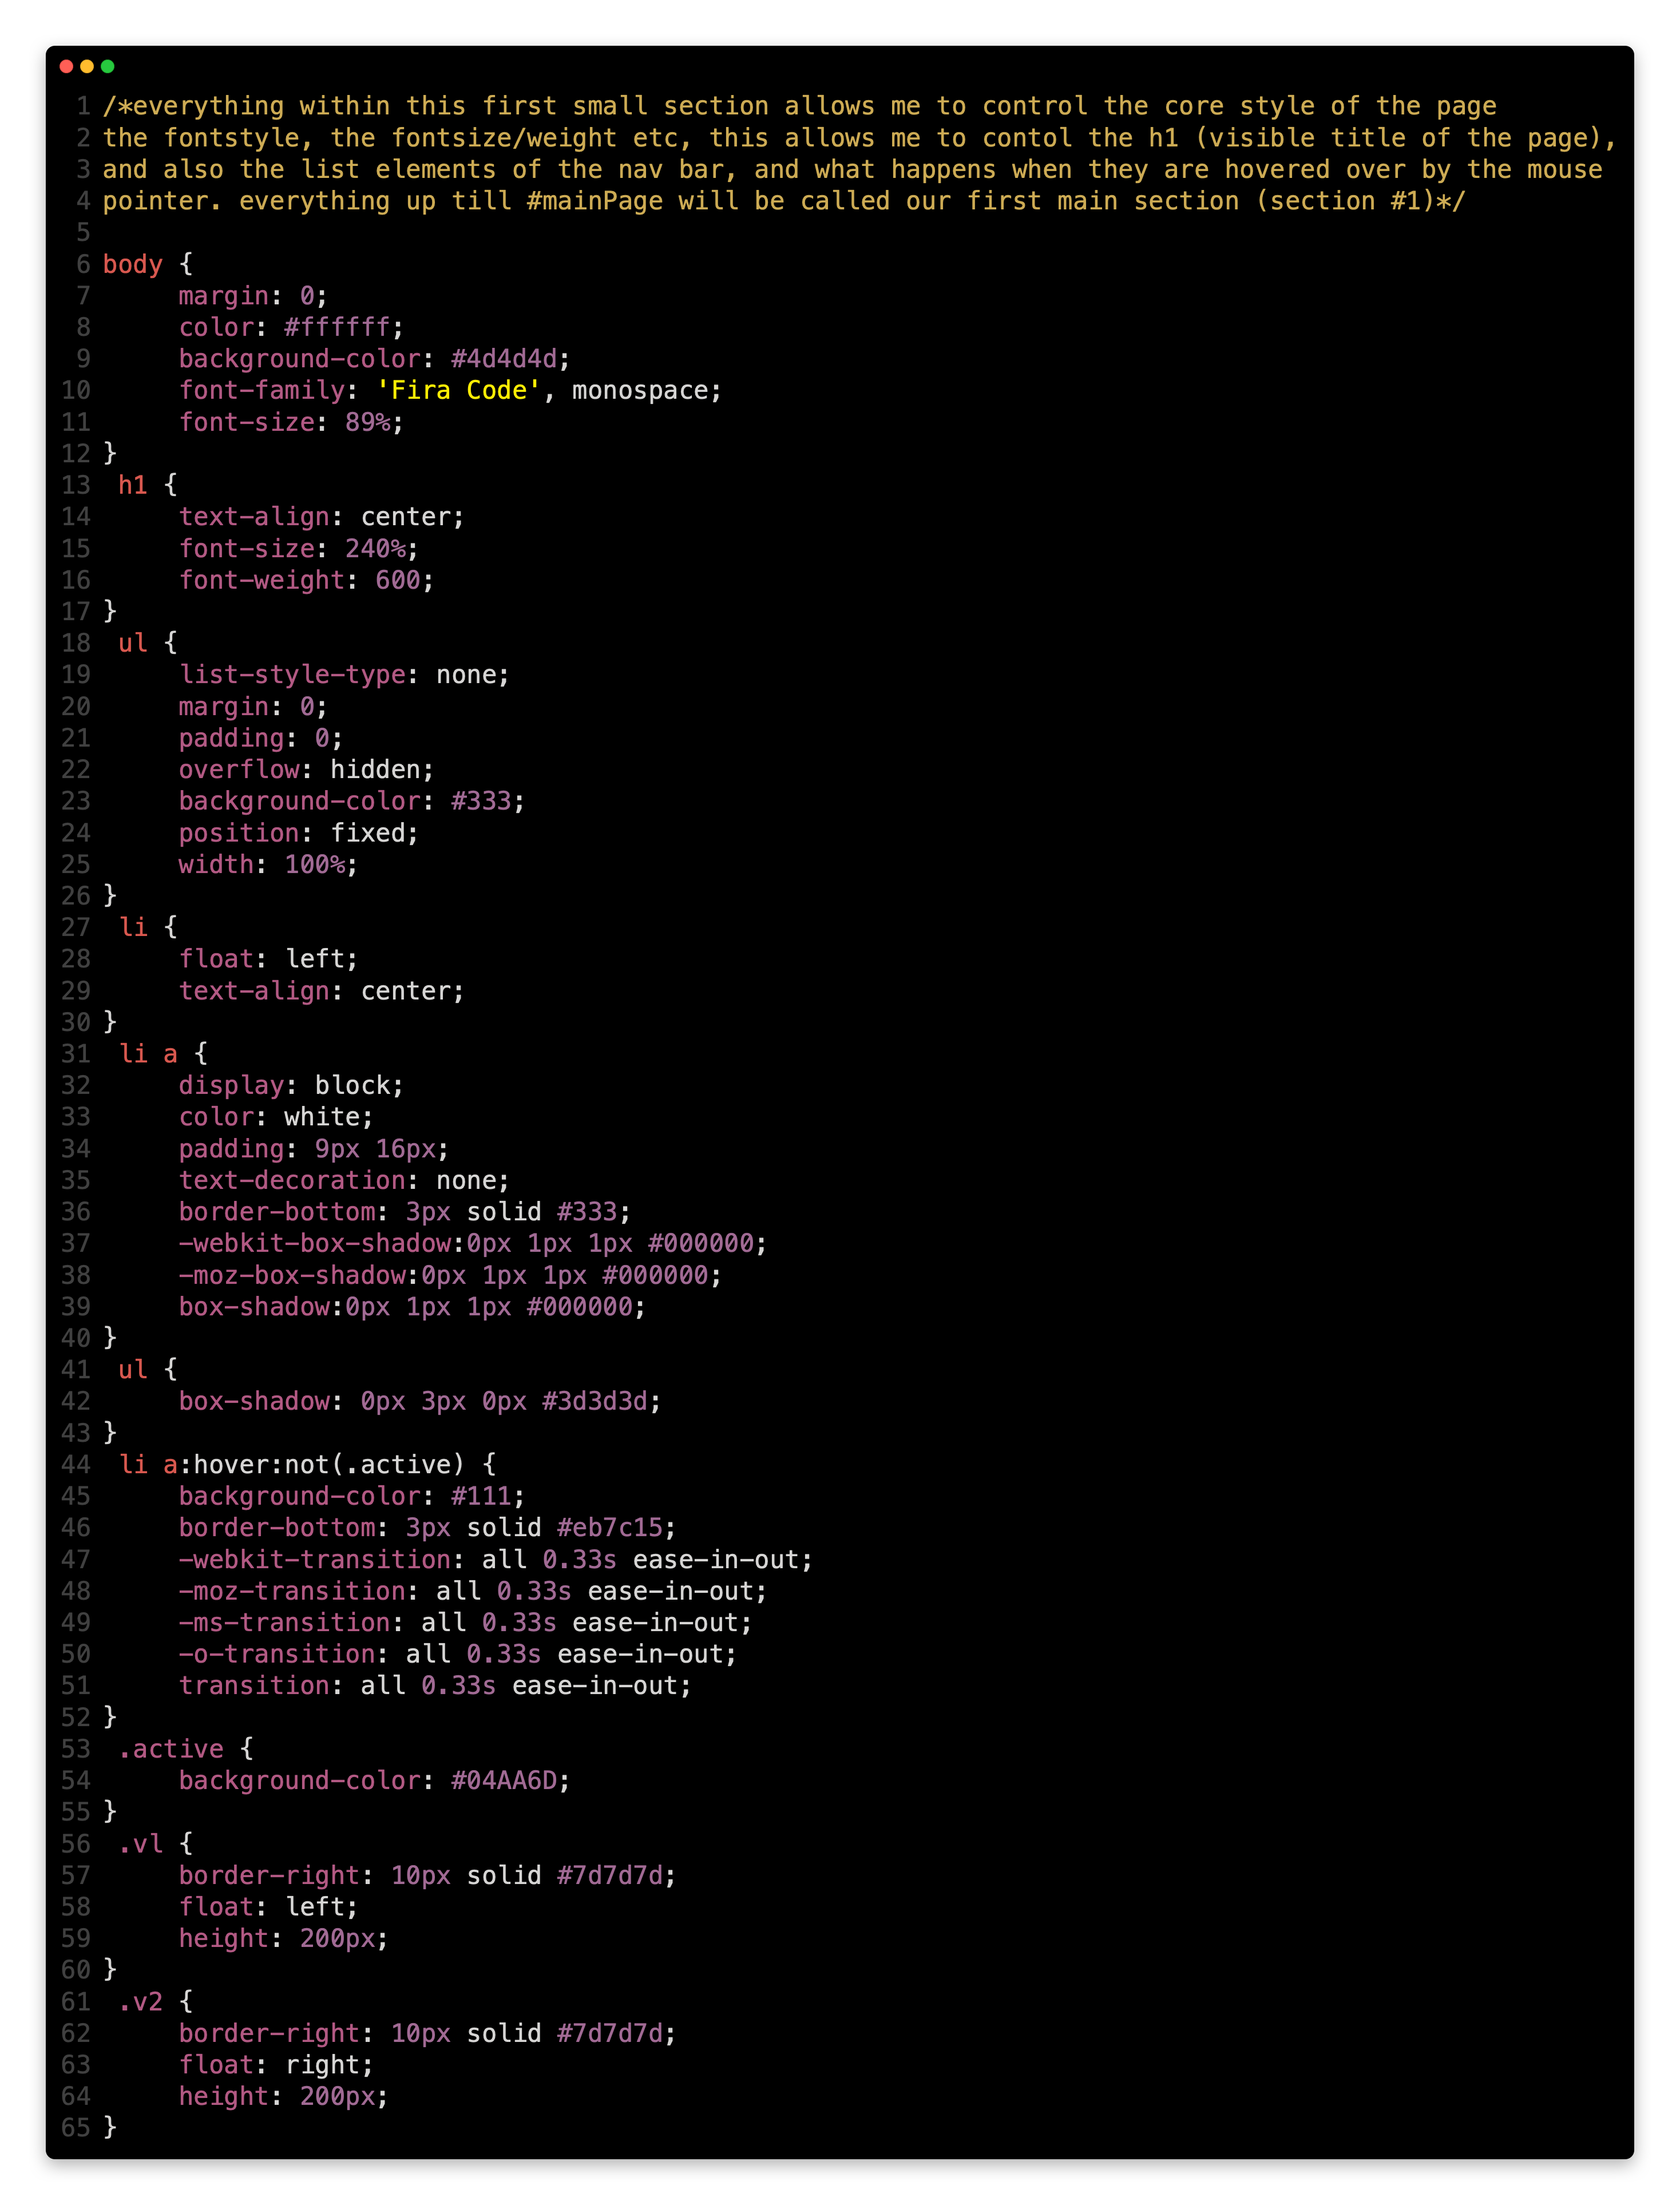 1 /*everything within this first small section allows me to control the core style of the page
2 the fontstyle, the fontsize/weight etc, this allows me to contol the h1 (visible title of the page),
3 and also the list elements of the nav bar, and what happens when they are hovered over by the mouse
4 pointer. everything up till #mainPage will be called our first main section (section #1)*/
5
6 body {
7 margin: 0;
8 color: #ffffff;
9 background-color: #4d4d4d;
10 font-family: 'Fira Code', monospace;
11 font-size: 89%;
12 }
13 h1 {
14 text-align: center;
15 font-size: 240%;
16 font-weight: 600;
17 }
18 ul {
19 list-style-type: none;
20 margin: 0;
21 padding: 0;
22 overflow: hidden;
23 background-color: #333;
24 position: fixed;
25 width: 100%;
26 }
27 li {
28 float: left;
29 text-align: center;
30 }
31 li a {
32 display: block;
33 color: white;
34 padding: 9px 16px;
35 text-decoration: none;
36 border-bottom: 3px solid #333;
37 -webkit-box-shadow:0px 1px 1px #000000;
38 -moz-box-shadow:0px 1px 1px #000000;
39 box-shadow:0px 1px 1px #000000;
40 }
41 ul {
42 box-shadow: 0px 3px 0px #3d3d3d;
43 }
44 li a:hover:not(.active) {
45 background-color: #111;
46 border-bottom: 3px solid #eb7c15;
47 -webkit-transition: all 0.33s ease-in-out;
48 -moz-transition: all 0.33s ease-in-out;
49 -ms-transition: all 0.33s ease-in-out;
50 -o-transition: all 0.33s ease-in-out;
51 transition: all 0.33s ease-in-out;
52 }
53 .active {
54 background-color: #04AA6D;
55 }
56 .vl {
57 border-right: 10px solid #7d7d7d;
58 float: left;
59 height: 200px;
60 }
61 .v2 {
62 border-right: 10px solid #7d7d7d;
63 float: right;
64 height: 200px;
65 }